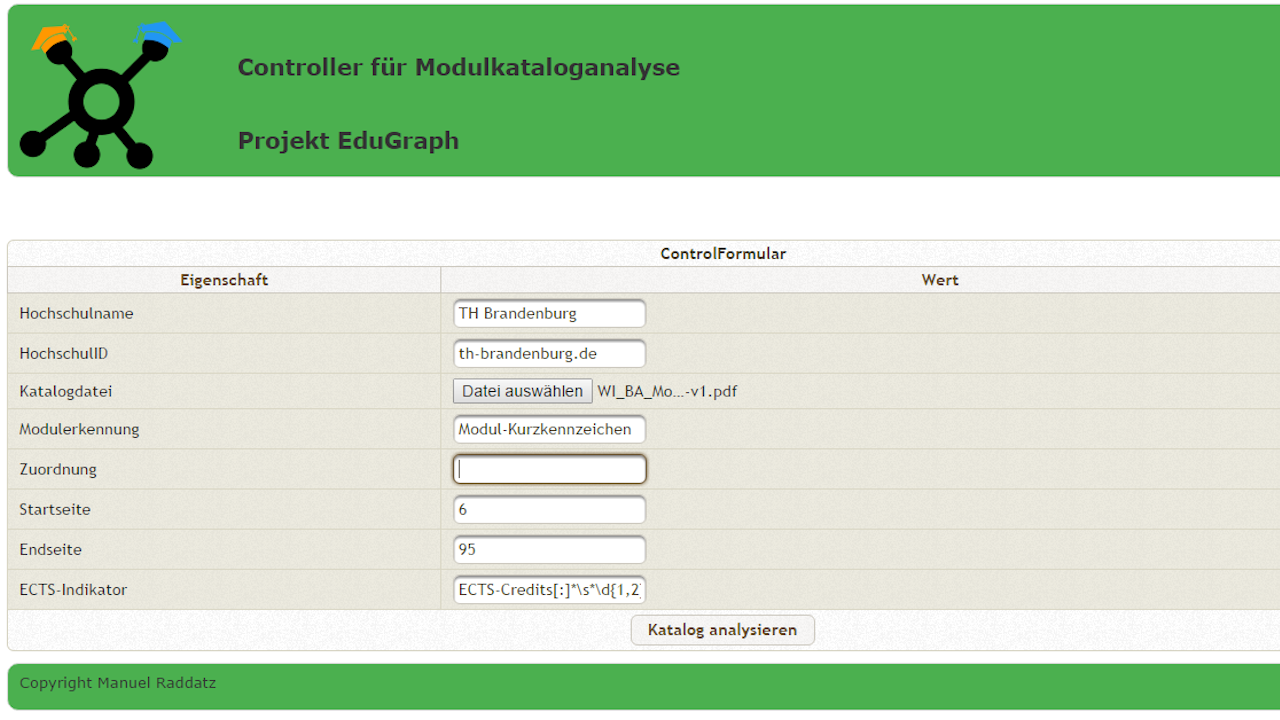 Controller für Modulkataloganalyse
Projekt EduGraph
ControlFormular
Eigenschaft Wert
Hochschulname TH Brandenburg
HochschulID th-brandenburg.de
Katalogdatei Datei auswählen WI_BA_Mo...-v1.pdf
Modulerkennung Modul-Kurzkennzeichen
Zuordnung
Startseite 6
Endseite 95
ECTS-Indikator ECTS-Credits[:]*\s*\d{1,2}
Katalog analysieren
Copyright Manuel Raddatz